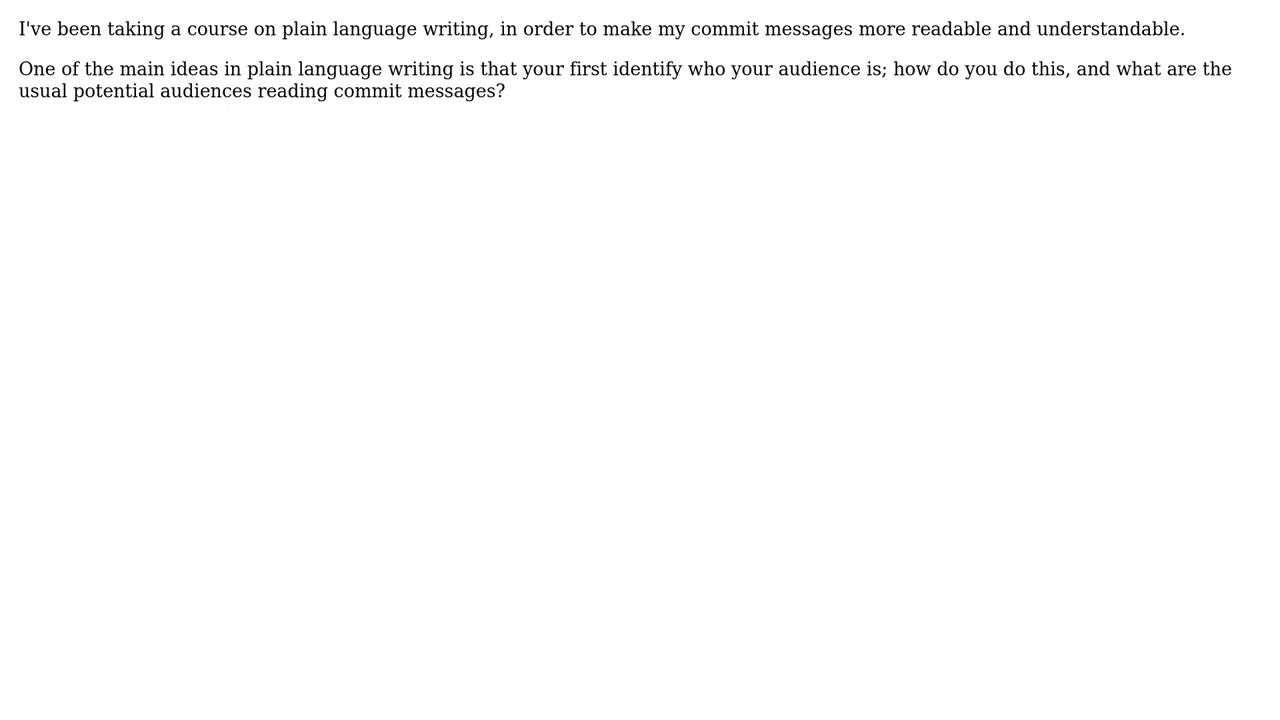 I've been taking a course on plain language writing, in order to make my commit messages more readable and understandable.
One of the main ideas in plain language writing is that your first identify who your audience is; how do you do this, and what are the
usual potential audiences reading commit messages?